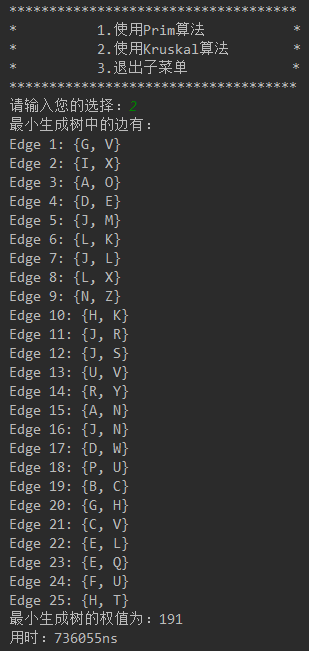 ************************************
*          1.使用Prim算法           *
*          2.使用Kruskal算法        *
*          3.退出子菜单             *
************************************
请输入您的选择：2
最小生成树中的边有：
Edge 1: {G, V}
Edge 2: {I, X}
Edge 3: {A, O}
Edge 4: {D, E}
Edge 5: {J, M}
Edge 6: {L, K}
Edge 7: {J, L}
Edge 8: {L, X}
Edge 9: {N, Z}
Edge 10: {H, K}
Edge 11: {J, R}
Edge 12: {J, S}
Edge 13: {U, V}
Edge 14: {R, Y}
Edge 15: {A, N}
Edge 16: {J, N}
Edge 17: {D, W}
Edge 18: {P, U}
Edge 19: {B, C}
Edge 20: {G, H}
Edge 21: {C, V}
Edge 22: {E, L}
Edge 23: {E, Q}
Edge 24: {F, U}
Edge 25: {H, T}
最小生成树的权值为：191
用时：736055ns